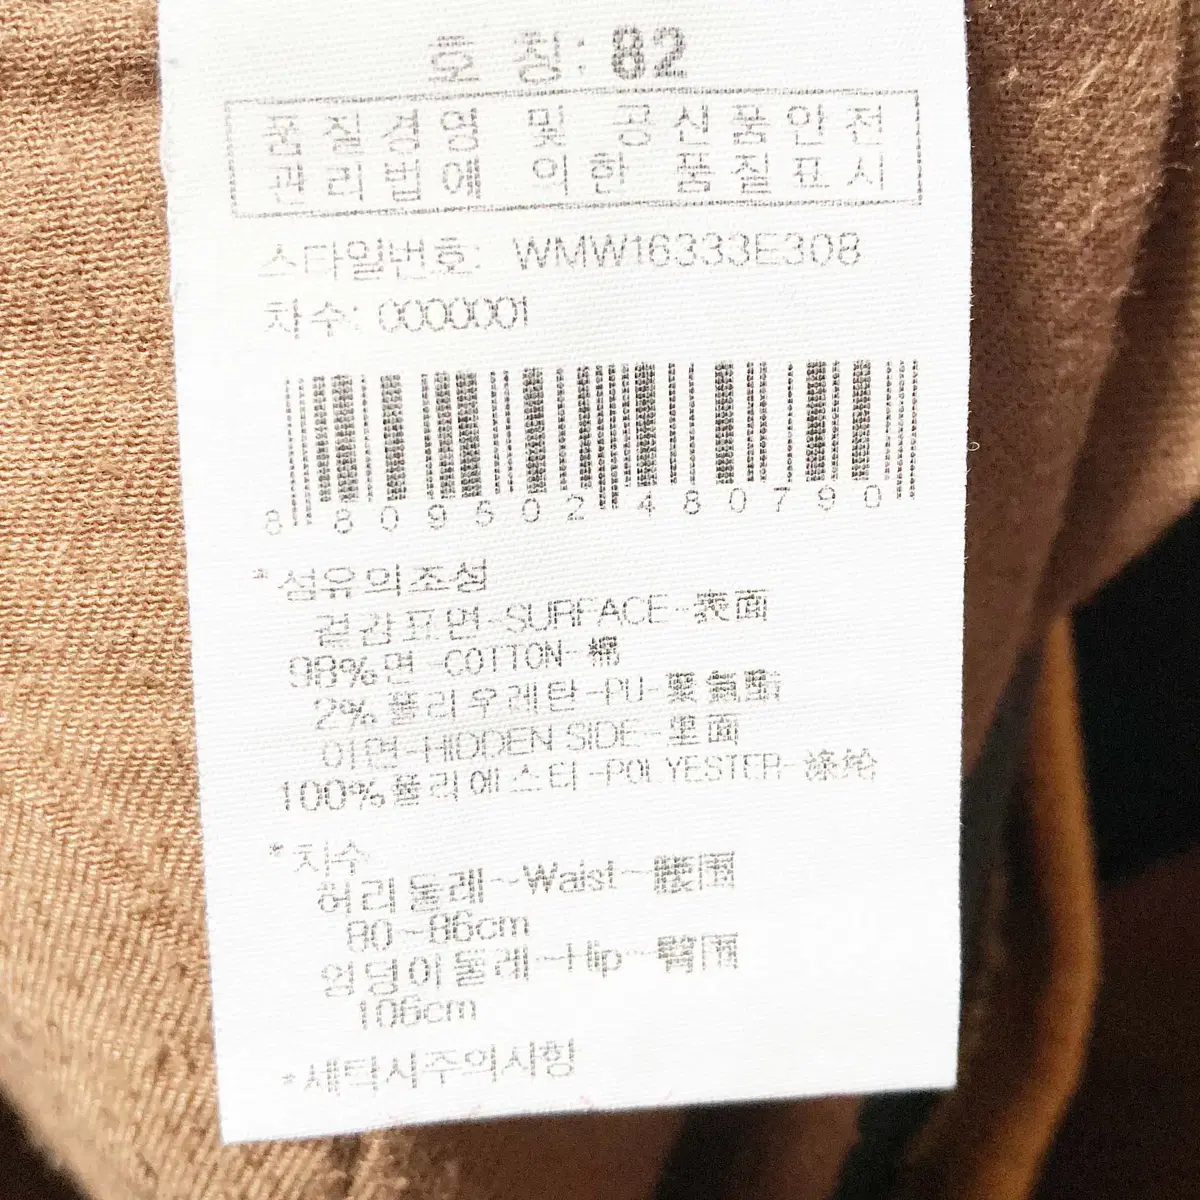 호 칭: 82
품질경영 및 공산품안전
관리법에 의한 품질표시
스타일번호: WMW16333E308
차수: 0000001
8 809502 480790
*섬유의조성
겉감표면-SURFACE-表面
98%면-COTTON-棉
2%폴리우레탄-PU-聚氨酯
이면-HIDDEN SIDE-里面
100%폴리에스터-POLYESTER-涤纶
*치수
허리둘레~Waist~腰围
80~86cm
엉덩이둘레~Hip~臀围
106cm
*세탁시주의사항